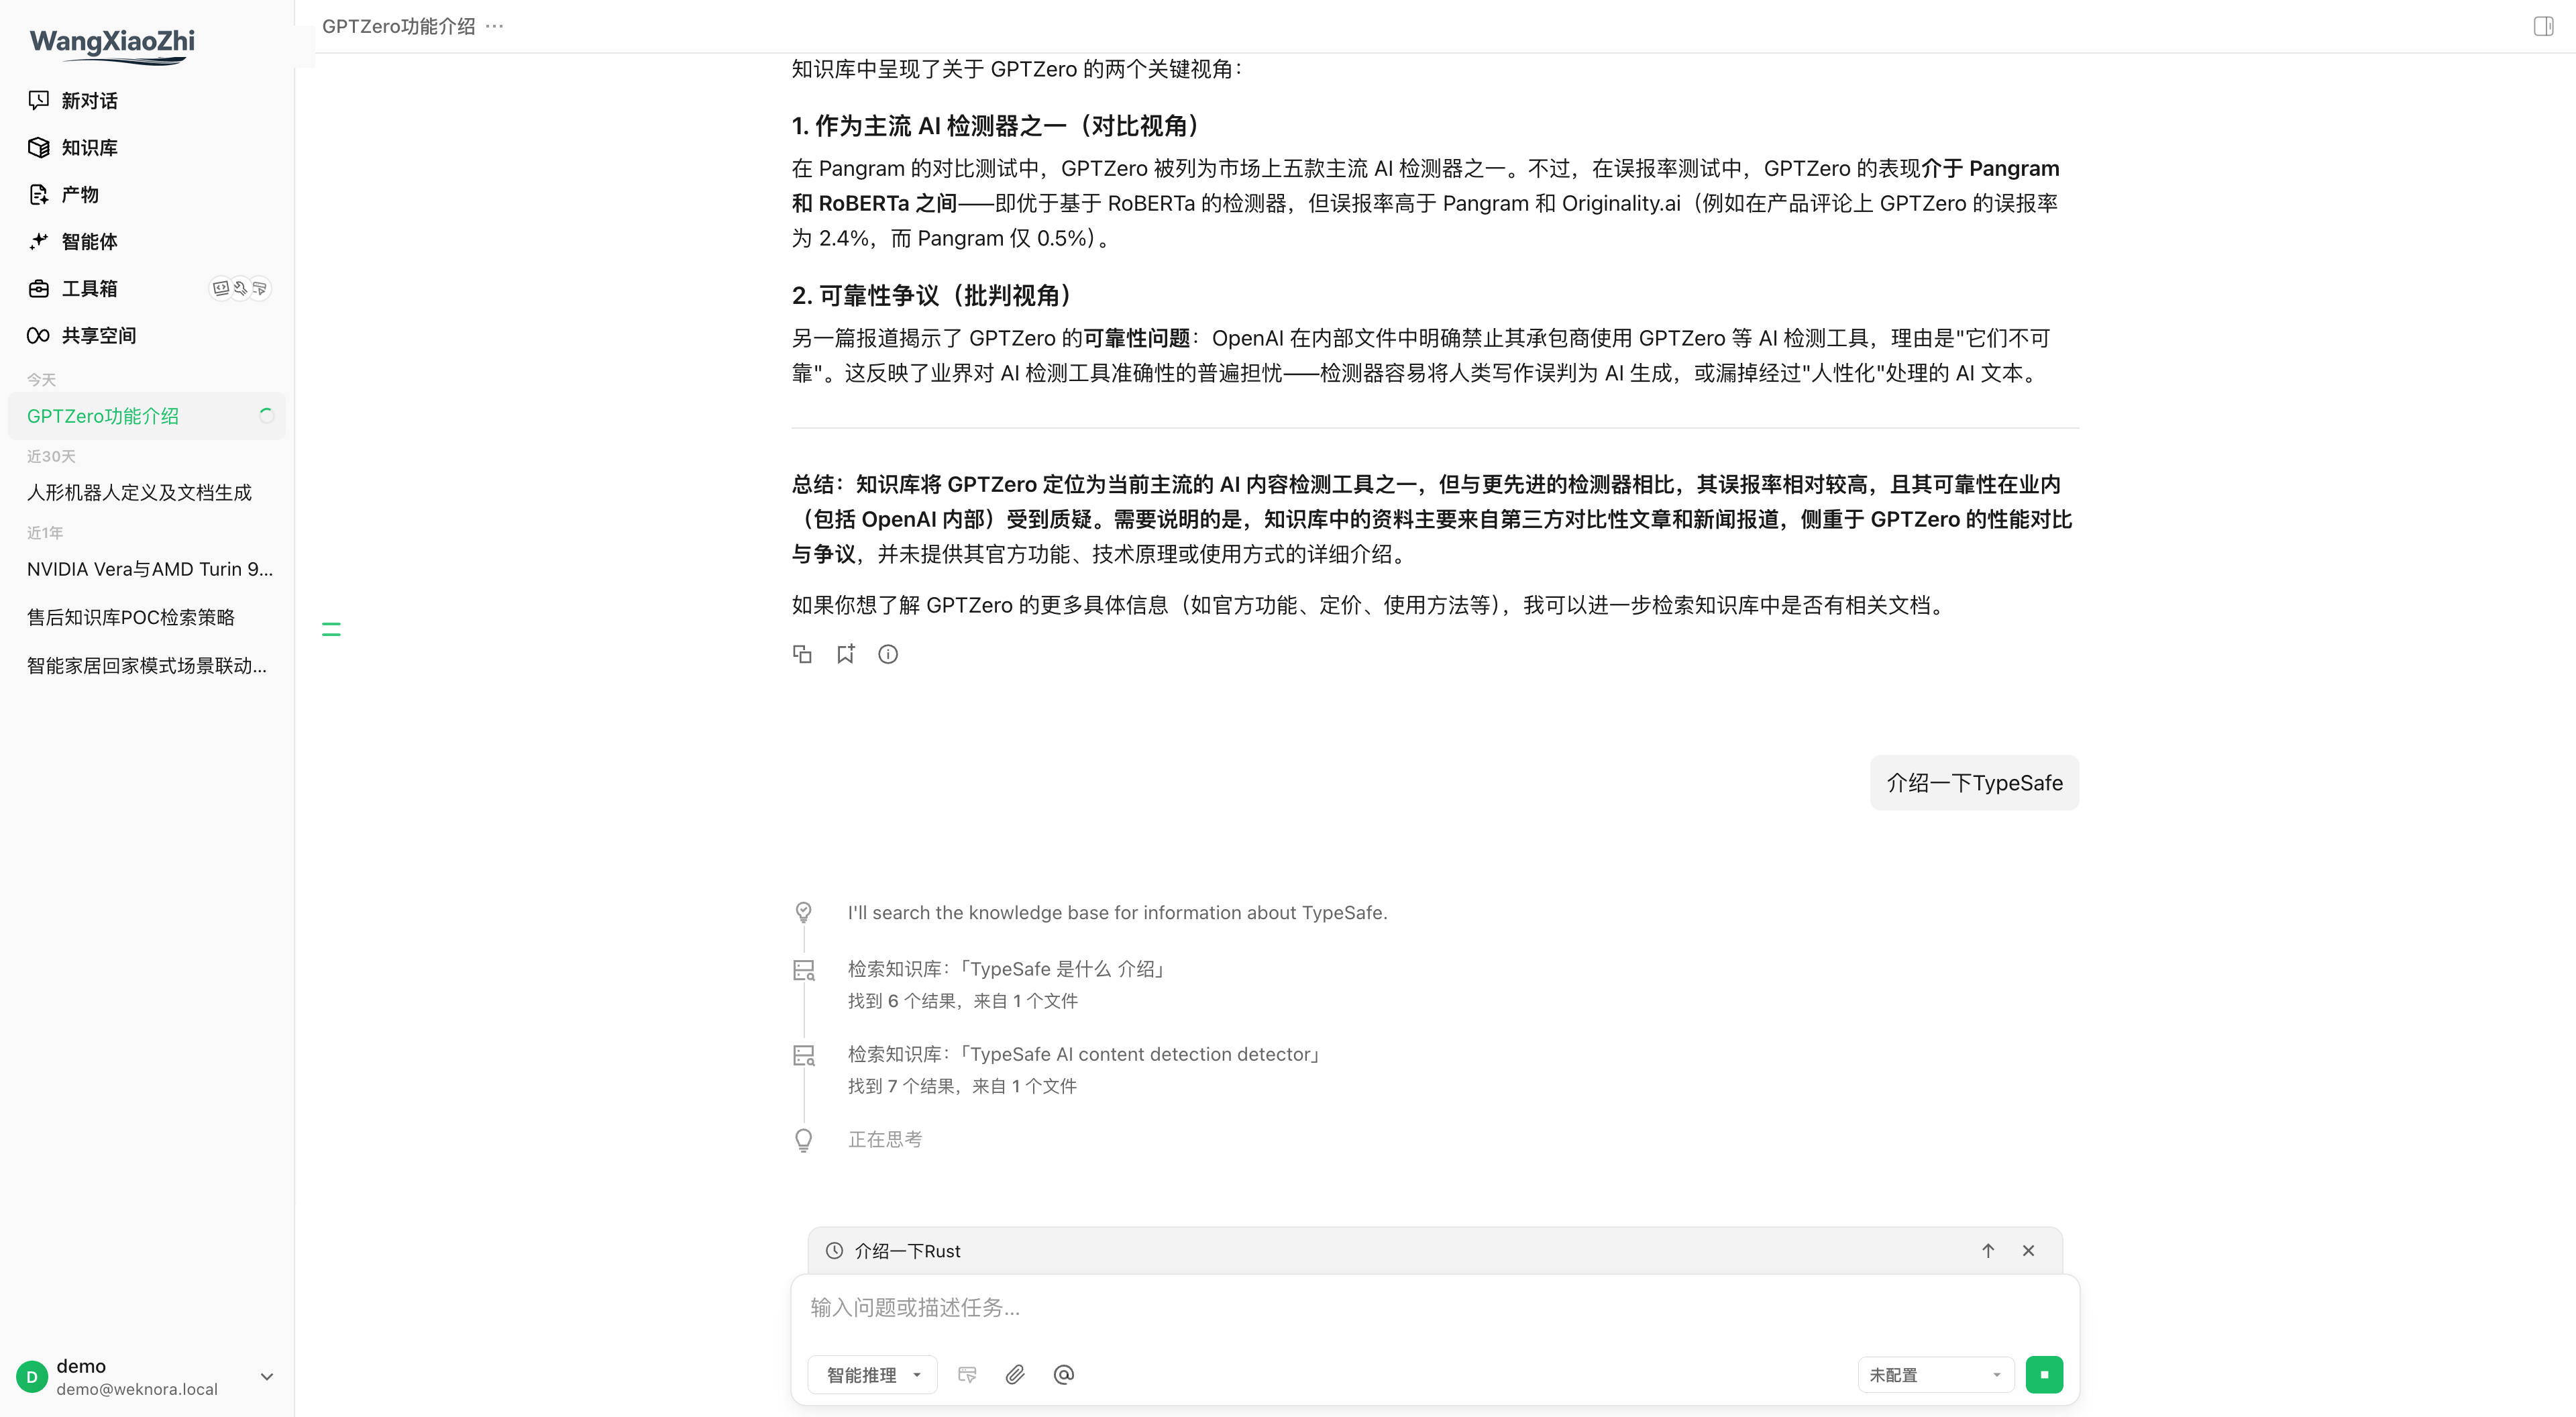 WangXiaoZhi
新对话
知识库
产物
智能体
工具箱
共享空间
今天
GPTZero功能介绍
近30天
人形机器人定义及文档生成
近1年
NVIDIA Vera与AMD Turin 9...
售后知识库POC检索策略
智能家居回家模式场景联动...
D
demo
demo@weknora.local
GPTZero功能介绍 ···
知识库中呈现了关于 GPTZero 的两个关键视角：
1. 作为主流 AI 检测器之一（对比视角）
在 Pangram 的对比测试中，GPTZero 被列为市场上五款主流 AI 检测器之一。不过，在误报率测试中，GPTZero 的表现介于 Pangram
和 RoBERTa 之间——即优于基于 RoBERTa 的检测器，但误报率高于 Pangram 和 Originality.ai（例如在产品评论上 GPTZero 的误报率
为 2.4%，而 Pangram 仅 0.5%）。
2. 可靠性争议（批判视角）
另一篇报道揭示了 GPTZero 的可靠性问题：OpenAI 在内部文件中明确禁止其承包商使用 GPTZero 等 AI 检测工具，理由是"它们不可
靠"。这反映了业界对 AI 检测工具准确性的普遍担忧——检测器容易将人类写作误判为 AI 生成，或漏掉经过"人性化"处理的 AI 文本。
总结：知识库将 GPTZero 定位为当前主流的 AI 内容检测工具之一，但与更先进的检测器相比，其误报率相对较高，且其可靠性在业内
（包括 OpenAI 内部）受到质疑。需要说明的是，知识库中的资料主要来自第三方对比性文章和新闻报道，侧重于 GPTZero 的性能对比
与争议，并未提供其官方功能、技术原理或使用方式的详细介绍。
如果你想了解 GPTZero 的更多具体信息（如官方功能、定价、使用方法等），我可以进一步检索知识库中是否有相关文档。
介绍一下TypeSafe
I'll search the knowledge base for information about TypeSafe.
检索知识库：「TypeSafe 是什么 介绍」
找到 6 个结果，来自 1 个文件
检索知识库：「TypeSafe AI content detection detector」
找到 7 个结果，来自 1 个文件
正在思考
介绍一下Rust
输入问题或描述任务...
智能推理
未配置